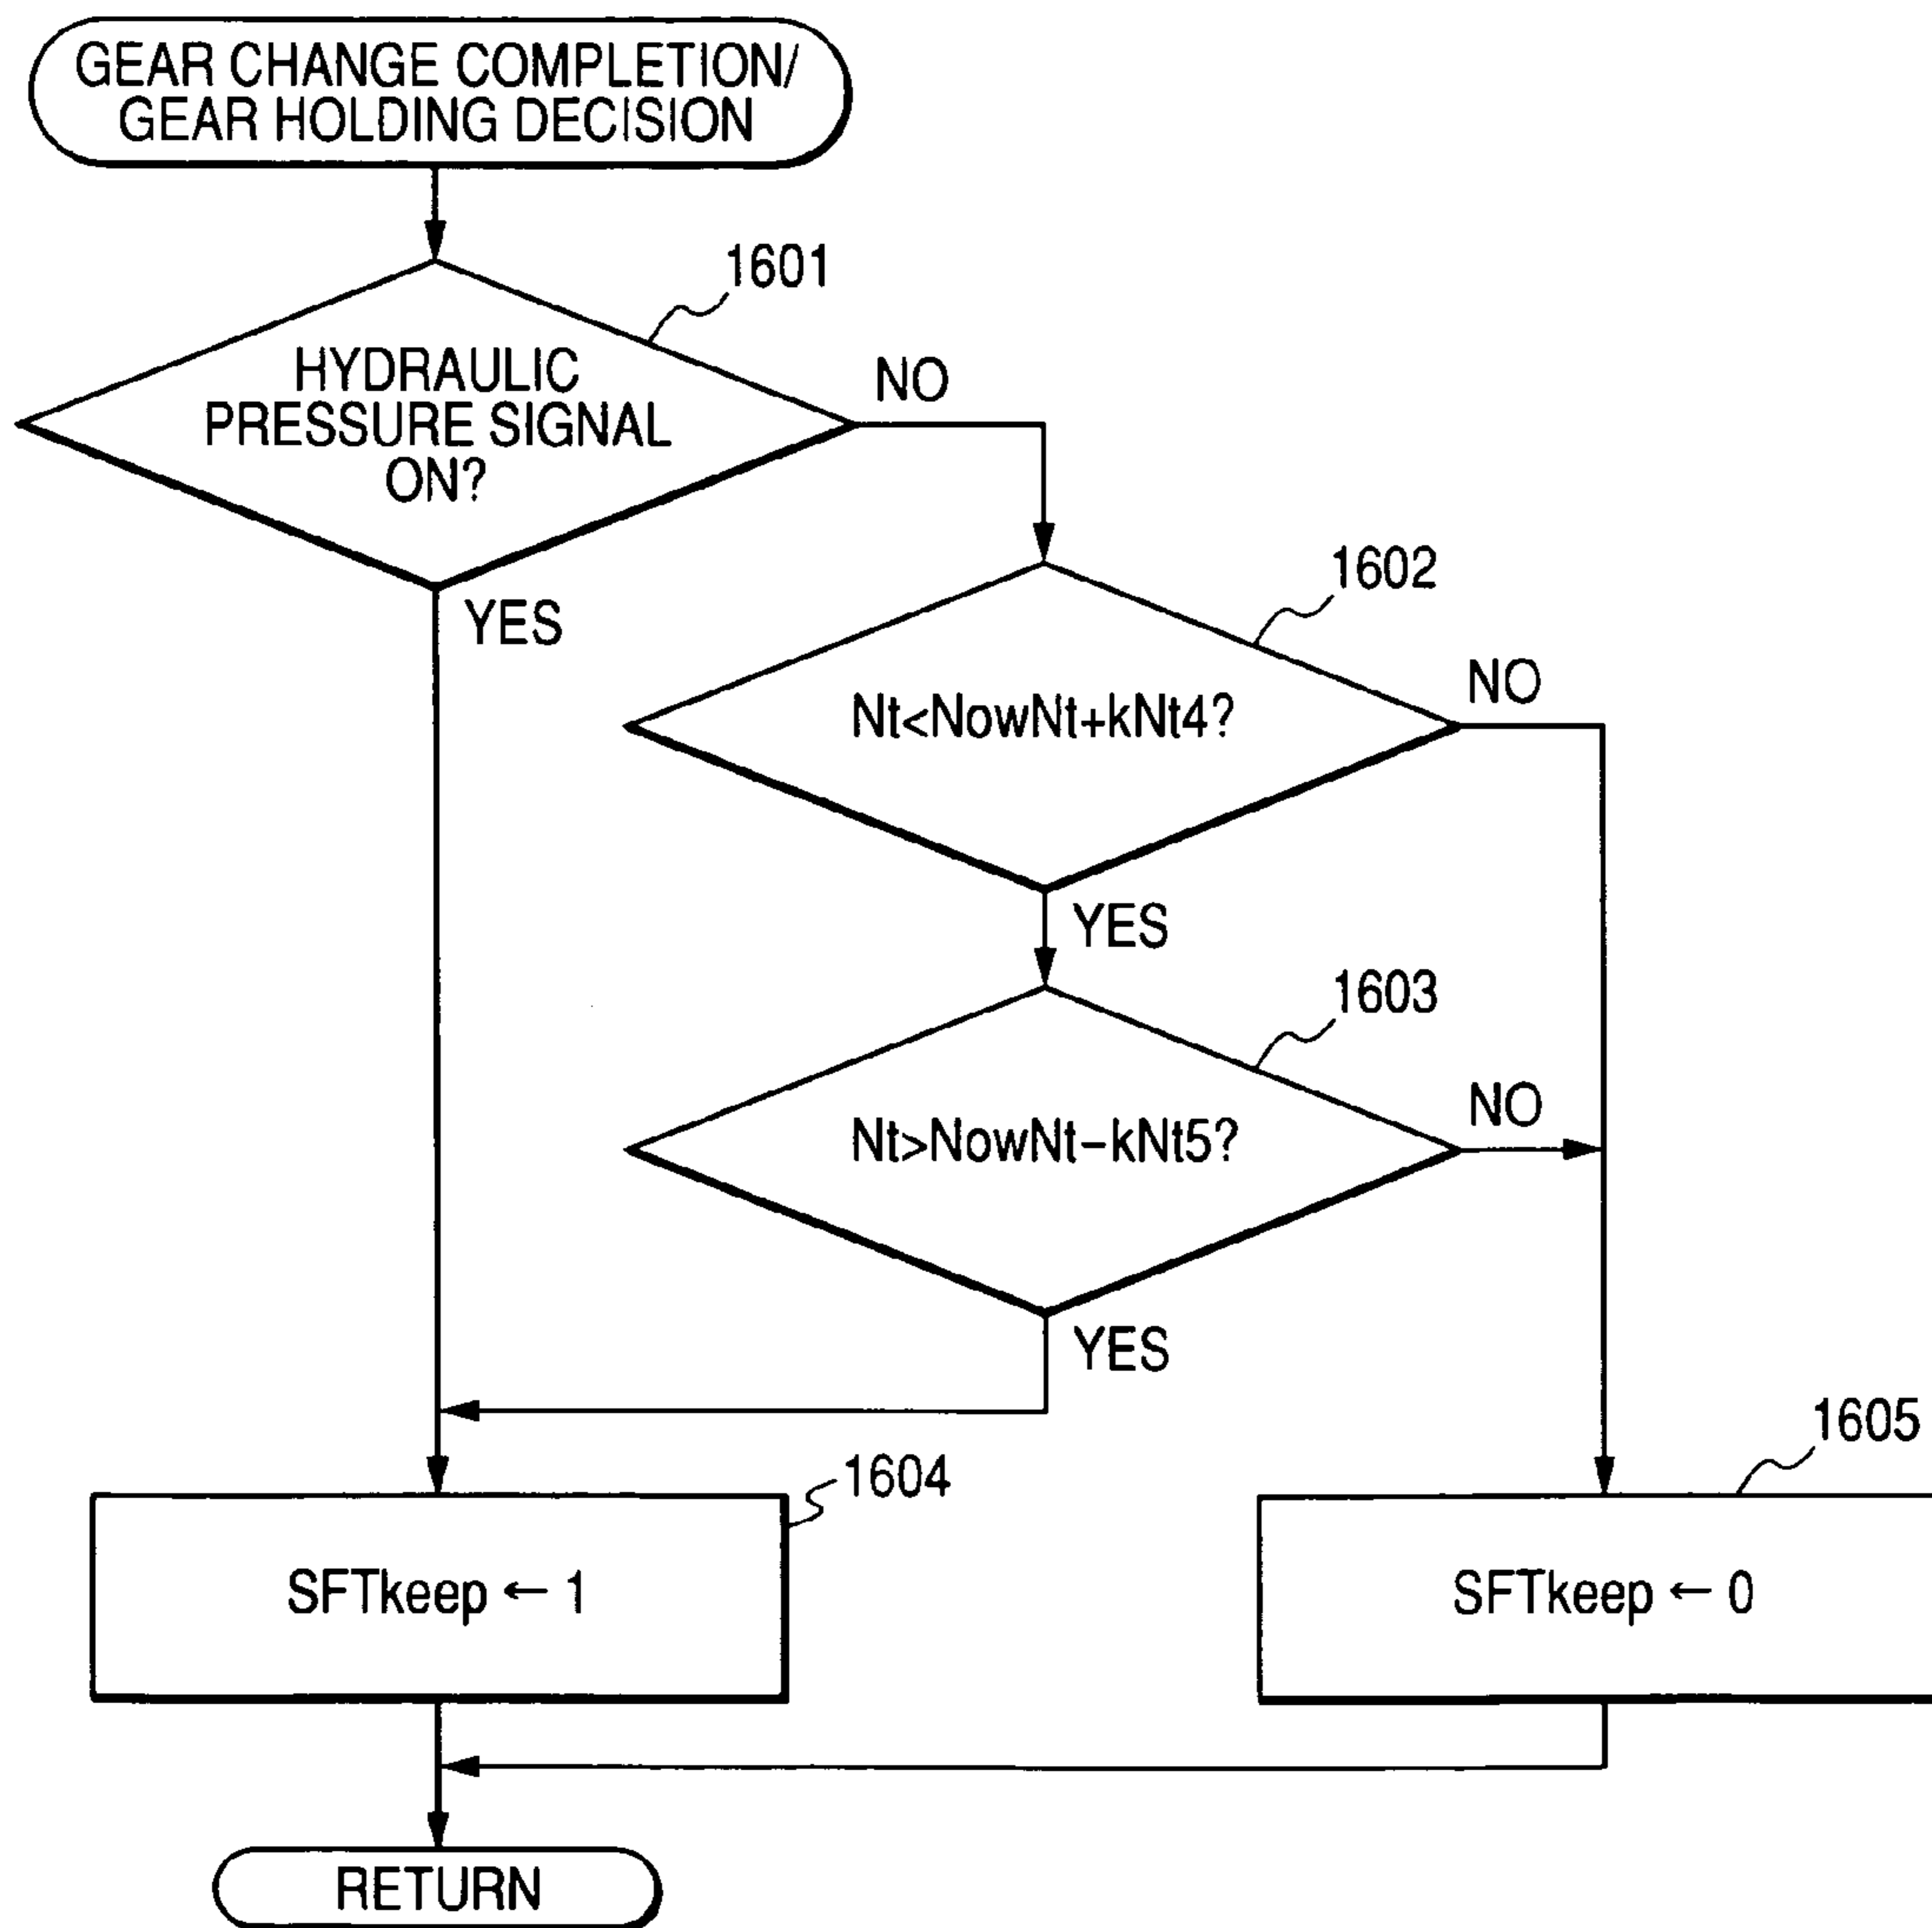 GEAR CHANGE COMPLETION/
GEAR HOLDING DECISION
1601
HYDRAULIC
PRESSURE SIGNAL
ON?
NO
YES
1602
Nt<NowNt+kNt4?
NO
YES
1603
Nt>NowNt−kNt5?
NO
YES
1604
SFTkeep ← 1
1605
SFTkeep ← 0
RETURN